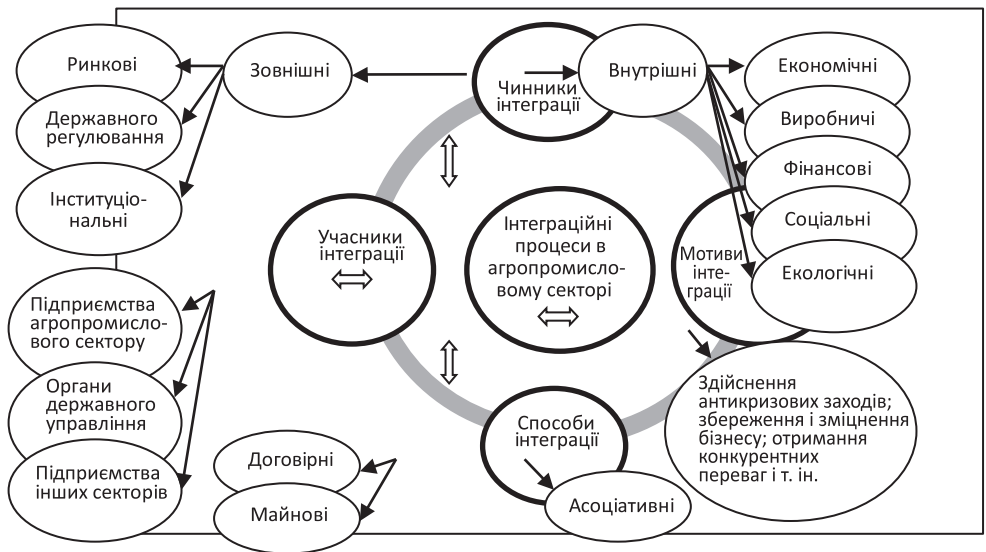 Ринкові
Державного
регулювання
Інституціо-
нальні
Зовнішні
Чинники
інтеграції
Внутрішні
Економічні
Виробничі
Фінансові
Соціальні
Екологічні
Учасники
інтеграції
Інтеграційні
процеси в
агропромисло-
вому секторі
Мотиви
інте-
грації
Підприємства
агропромисло-
вого сектору
Органи
державного
управління
Підприємства
інших секторів
Договірні
Майнові
Способи
інтеграції
Асоціативні
Здійснення
антикризових заходів;
збереження і зміцнення
бізнесу; отримання
конкурентних
переваг і т. ін.